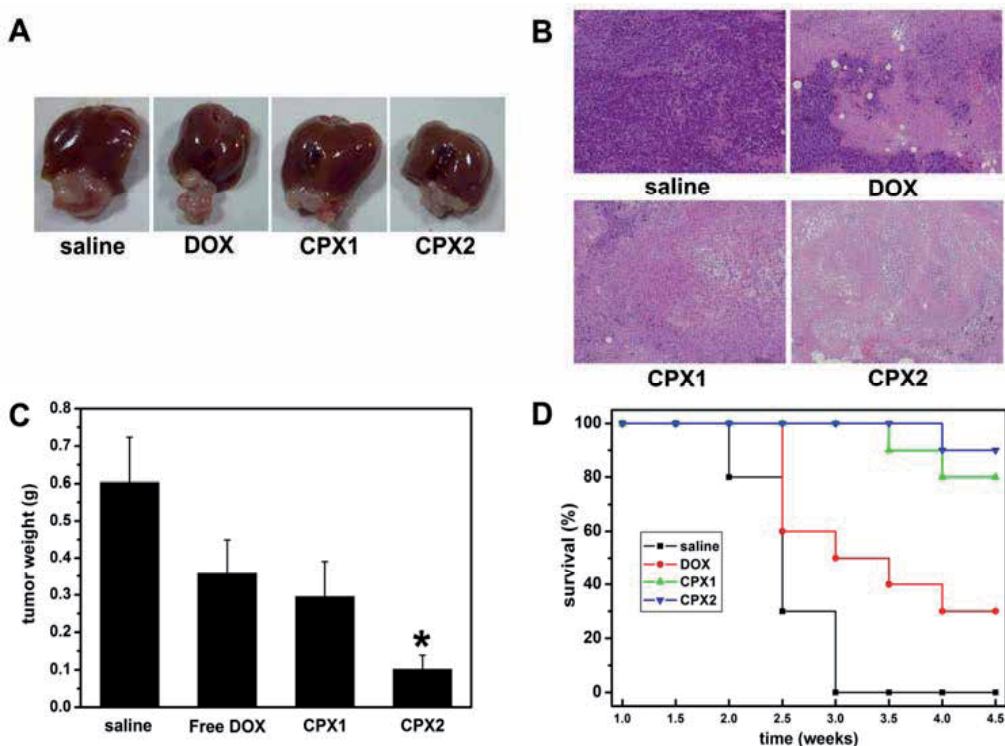 A
saline DOX CPX1 CPX2
B
saline DOX
CPX1 CPX2
C
tumor weight (g)
0.8
0.7
0.6
0.5
0.4
0.3
0.2
0.1
0.0
*
saline Free DOX CPX1 CPX2
D
survival (%)
100
80
60
40
20
0
saline
DOX
CPX1
CPX2
1.0 1.5 2.0 2.5 3.0 3.5 4.0 4.5
time (weeks)